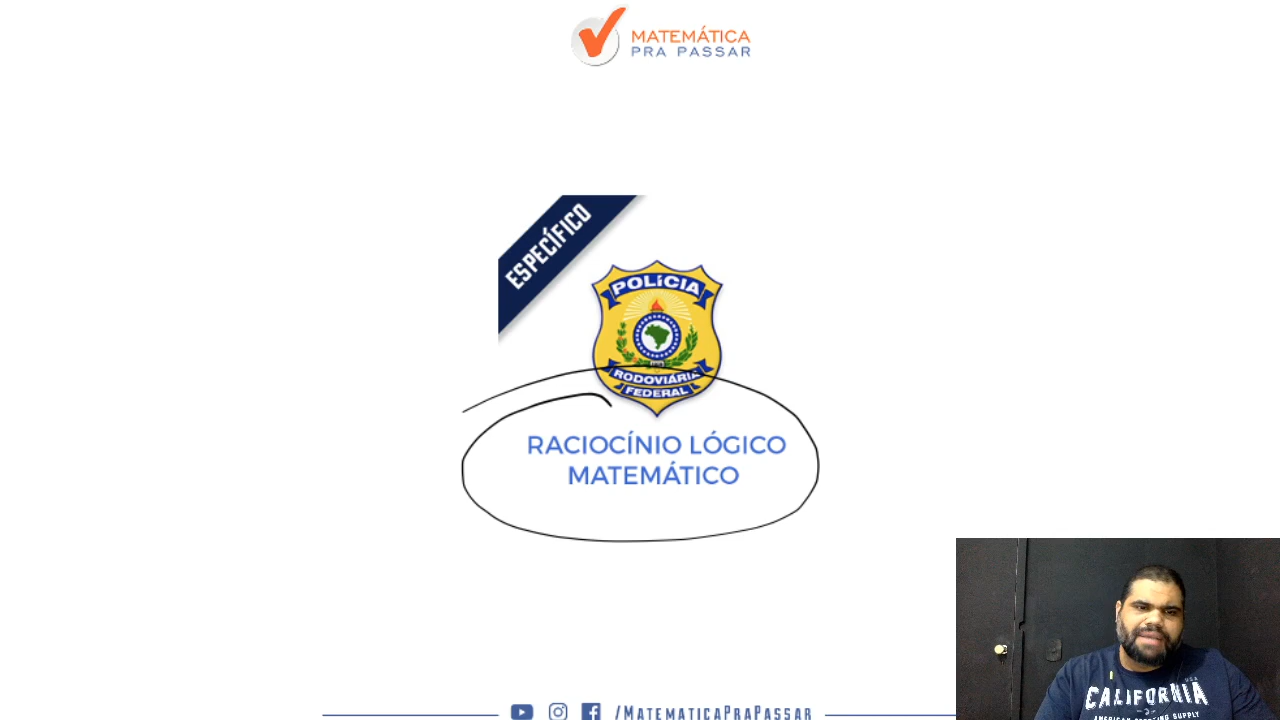 MATEMÁTICA
PRA PASSAR
ESPECÍFICO
POLÍCIA
RODOVIÁRIA
FEDERAL
RACIOCÍNIO LÓGICO
MATEMÁTICO
CALIFORNIA
/MATEMATICAPRAPASSAR